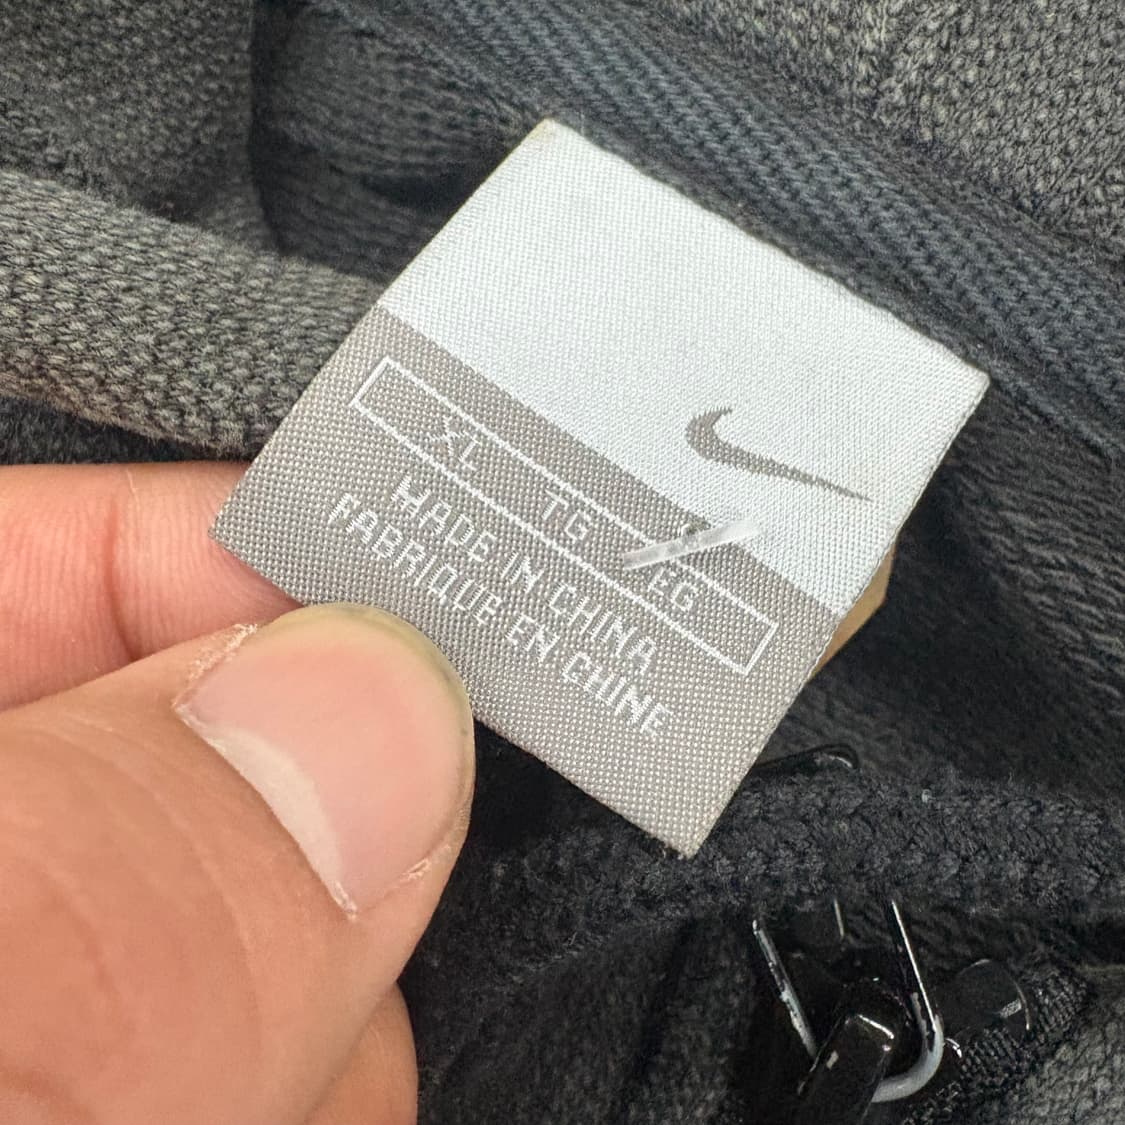 XL TG EG
MADE IN CHINA
FABRIQUE EN CHINE